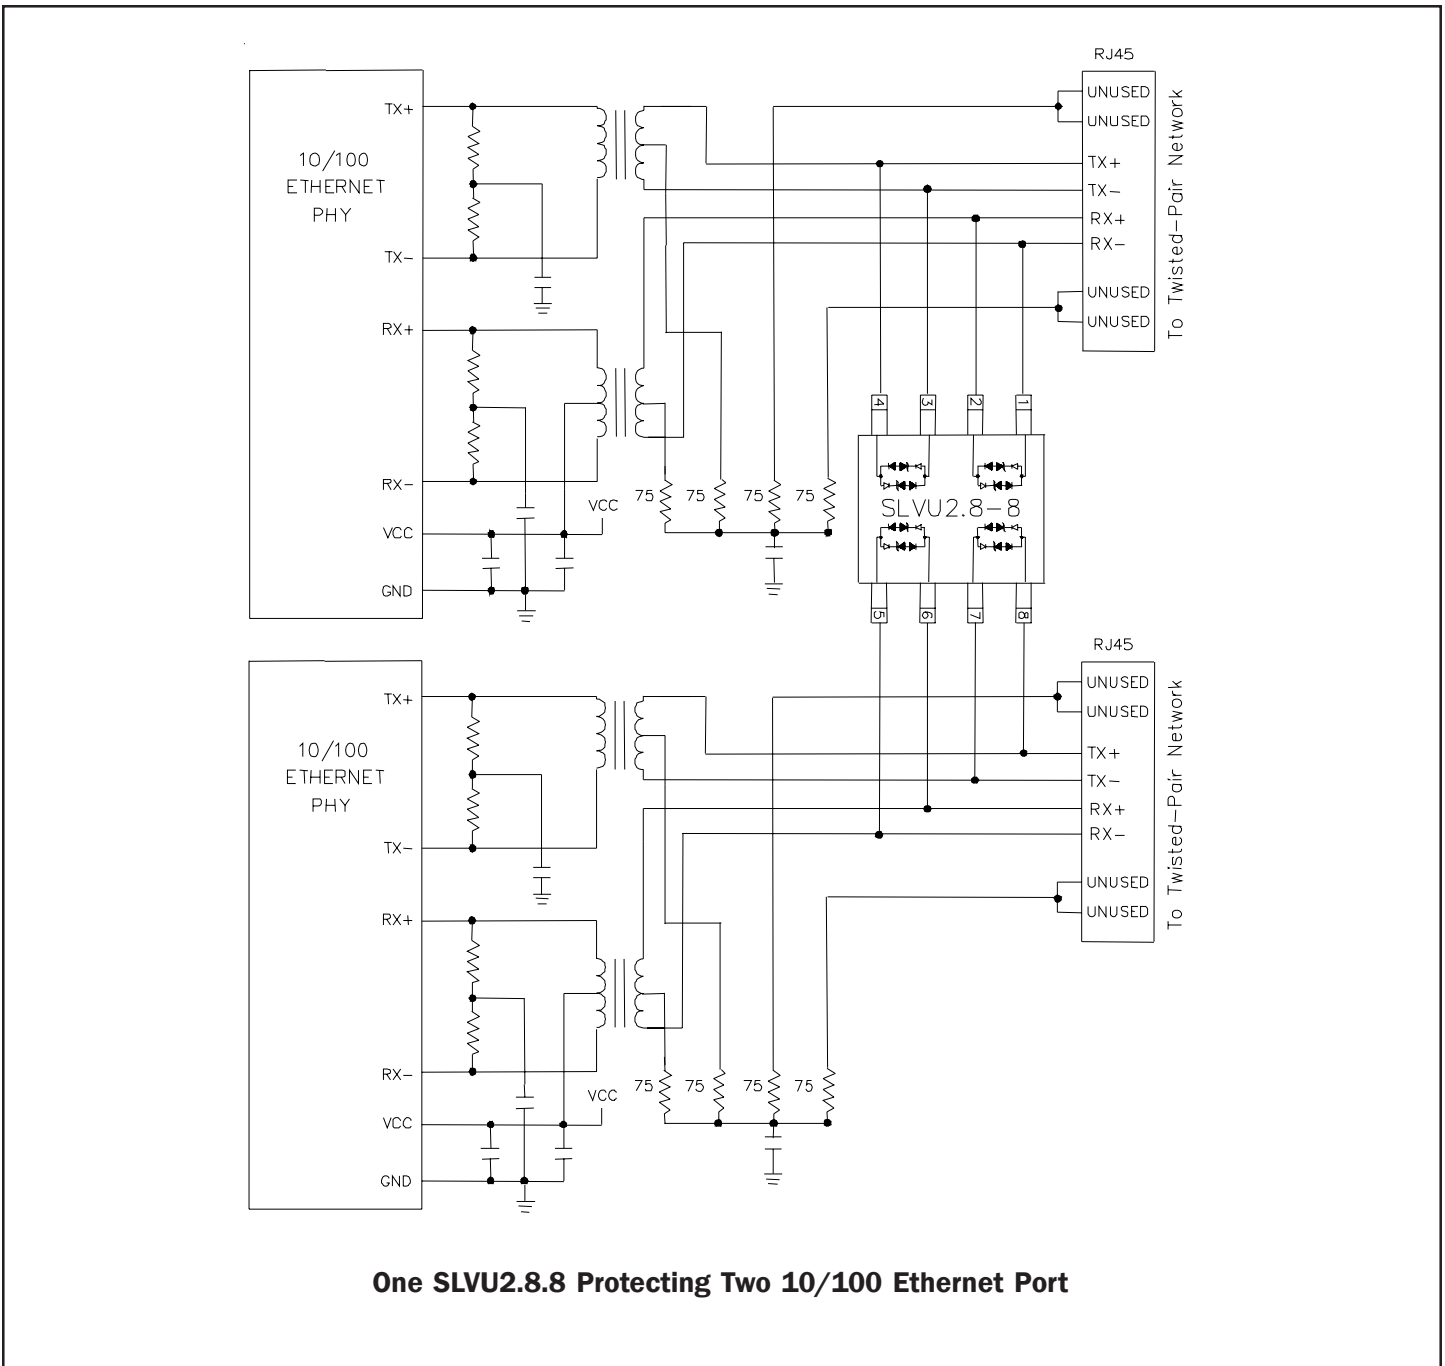 RJ45
UNUSED
UNUSED
TX+
TX-
RX+
RX-
UNUSED
UNUSED
To Twisted-Pair Network
TX+
10/100
ETHERNET
PHY
TX-
RX+
RX-
VCC
GND
VCC
75 75 75 75
4 3 2 1
SLVU2.8-8
5 6 7 8
RJ45
UNUSED
UNUSED
TX+
TX-
RX+
RX-
UNUSED
UNUSED
To Twisted-Pair Network
TX+
10/100
ETHERNET
PHY
TX-
RX+
RX-
VCC
GND
VCC
75 75 75 75
One SLVU2.8.8 Protecting Two 10/100 Ethernet Port